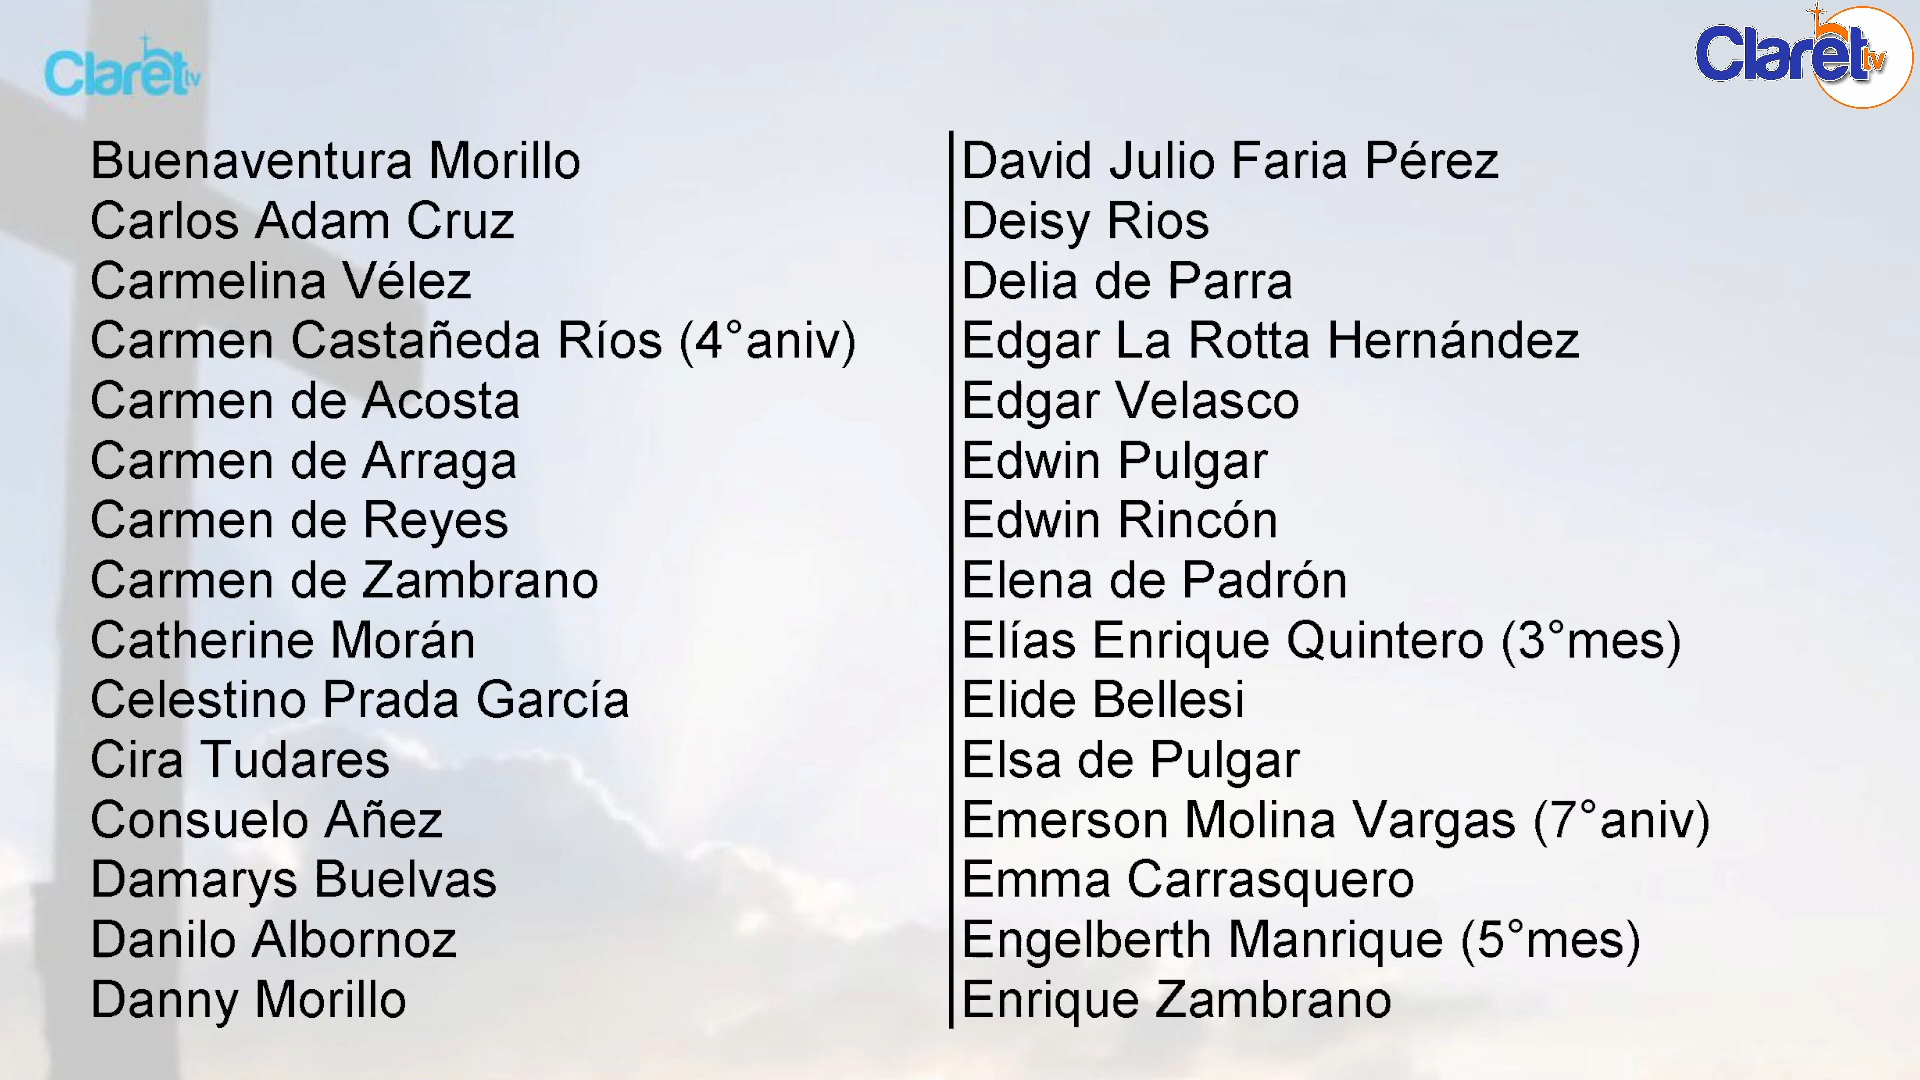 Claret tv
Claret tv
Buenaventura Morillo
Carlos Adam Cruz
Carmelina Vélez
Carmen Castañeda Ríos (4°aniv)
Carmen de Acosta
Carmen de Arraga
Carmen de Reyes
Carmen de Zambrano
Catherine Morán
Celestino Prada García
Cira Tudares
Consuelo Añez
Damarys Buelvas
Danilo Albornoz
Danny Morillo
David Julio Faria Pérez
Deisy Rios
Delia de Parra
Edgar La Rotta Hernández
Edgar Velasco
Edwin Pulgar
Edwin Rincón
Elena de Padrón
Elías Enrique Quintero (3°mes)
Elide Bellesi
Elsa de Pulgar
Emerson Molina Vargas (7°aniv)
Emma Carrasquero
Engelberth Manrique (5°mes)
Enrique Zambrano